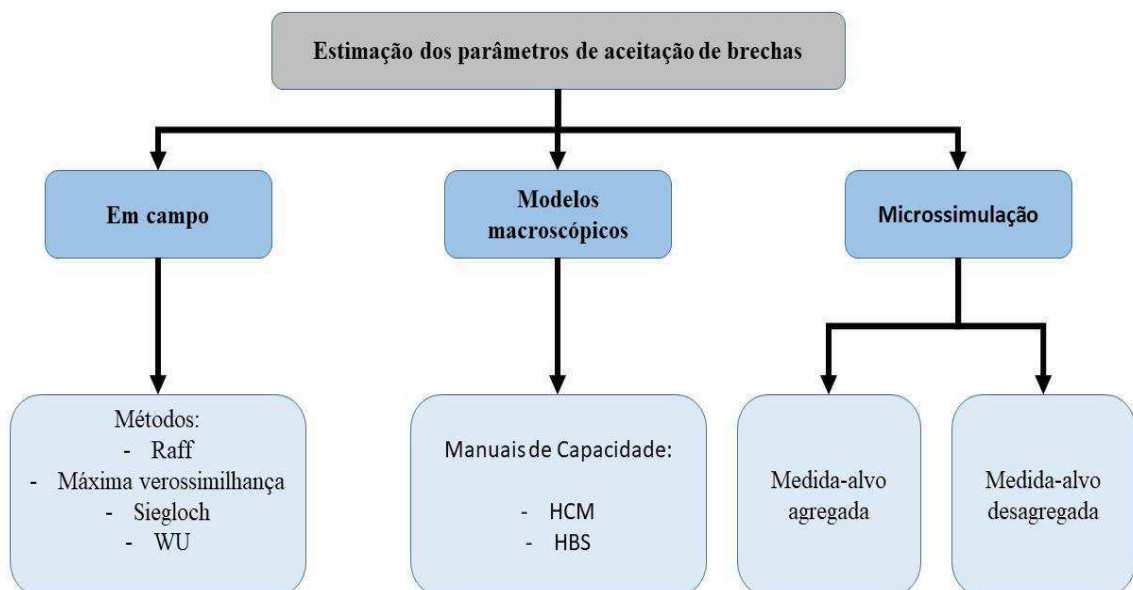 Estimação dos parâmetros de aceitação de brechas
Em campo
Modelos
macroscópicos
Microssimulação
Métodos:
- Raff
- Máxima verossimilhança
- Siegloch
- WU
Manuais de Capacidade:
- HCM
- HBS
Medida-alvo
agregada
Medida-alvo
desagregada